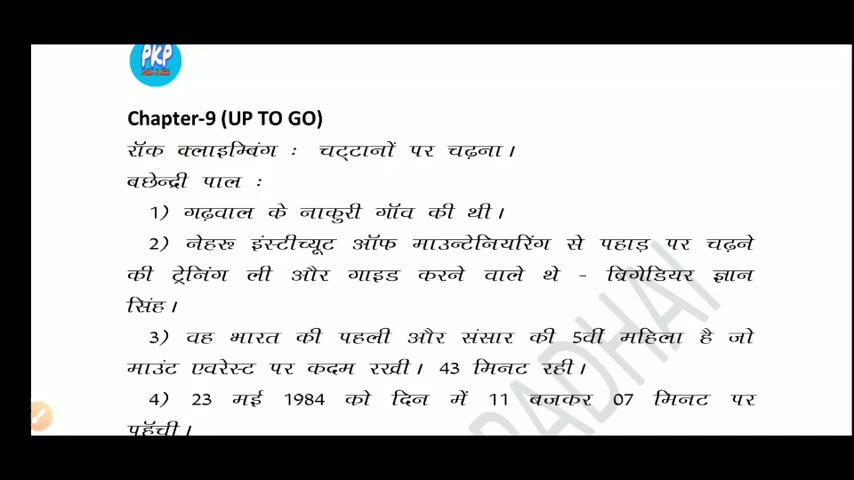 PKP
Chapter-9 (UP TO GO)
रॉक क्लाइम्बिंग : चट्टानों पर चढ़ना।
बछेन्द्री पाल :
1) गढ़वाल के नाकुरी गॉव की थी।
2) नेहरू इंस्टीच्यूट ऑफ माउन्टेनियरिंग से पहाड़ पर चढ़ने
की ट्रेनिंग ली और गाइड करने वाले थे - ब्रिगेडियर ज्ञान
सिंह।
3) वह भारत की पहली और संसार की 5वीं महिला है जो
माउंट एवरेस्ट पर कदम रखी। 43 मिनट रही।
4) 23 मई 1984 को दिन में 11 बजकर 07 मिनट पर
पहॅची।
PADHAI